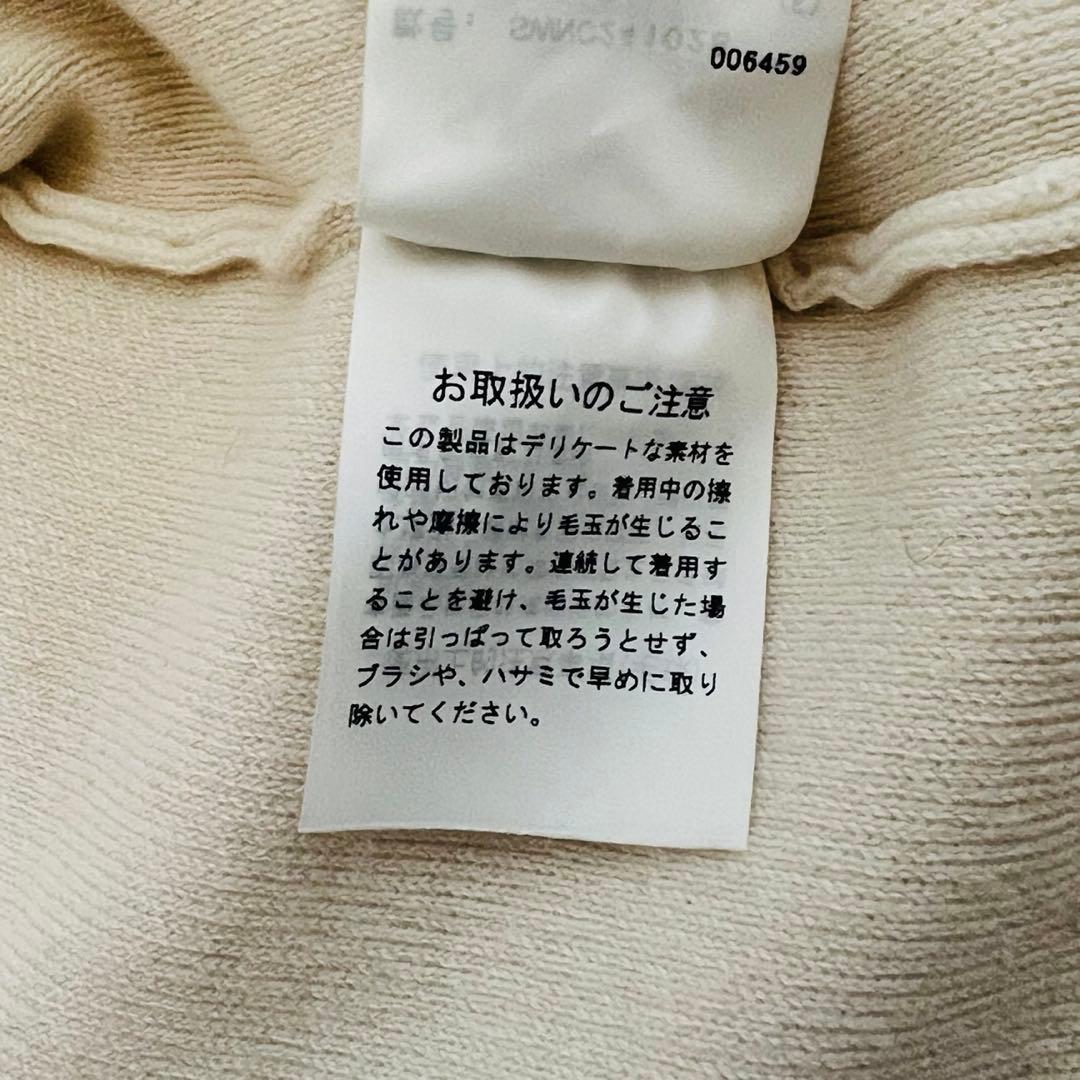 006459
お取扱いのご注意
この製品はデリケートな素材を
使用しております。着用中の擦
れや摩擦により毛玉が生じるこ
とがあります。連続して着用す
ることを避け、毛玉が生じた場
合は引っぱって取ろうとせず、
ブラシや、ハサミで早めに取り
除いてください。